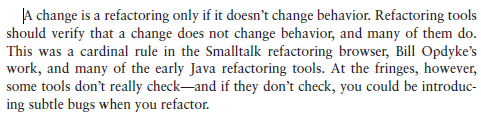 A change is a refactoring only if it doesn't change behavior. Refactoring tools
should verify that a change does not change behavior, and many of them do.
This was a cardinal rule in the Smalltalk refactoring browser, Bill Opdyke's
work, and many of the early Java refactoring tools. At the fringes, however,
some tools don't really check—and if they don't check, you could be introduc-
ing subtle bugs when you refactor.